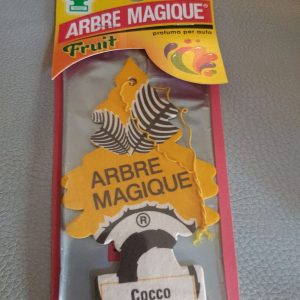 ARBRE MAGIQUE®
Fruit
profumo per auto
ARBRE
MAGIQUE
®
Cocco